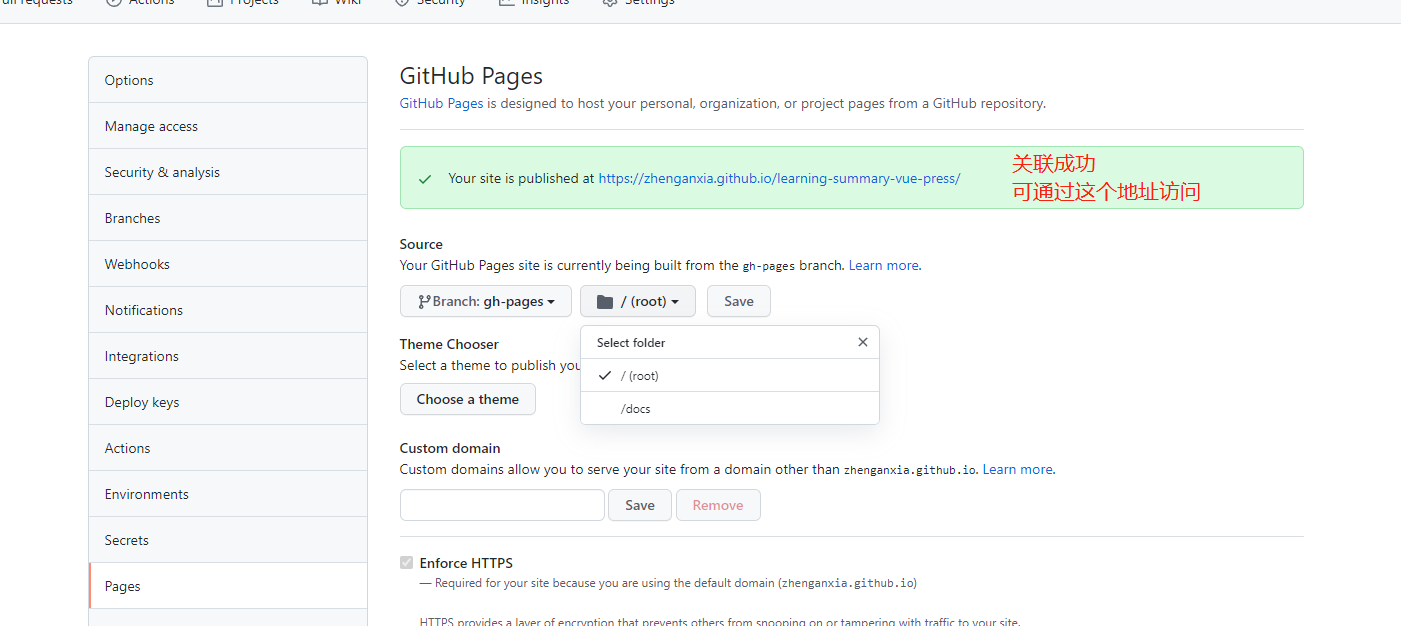 ull requests Actions Projects Wiki Security Insights Settings
Options
Manage access
Security & analysis
Branches
Webhooks
Notifications
Integrations
Deploy keys
Actions
Environments
Secrets
Pages
GitHub Pages
GitHub Pages is designed to host your personal, organization, or project pages from a GitHub repository.
Your site is published at https://zhenganxia.github.io/learning-summary-vue-press/
关联成功
可通过这个地址访问
Source
Your GitHub Pages site is currently being built from the gh-pages branch. Learn more.
Branch: gh-pages / (root) Save
Select folder
/ (root)
/docs
Theme Chooser
Select a theme to publish you
Choose a theme
Custom domain
Custom domains allow you to serve your site from a domain other than zhenganxia.github.io. Learn more.
Save Remove
Enforce HTTPS
— Required for your site because you are using the default domain (zhenganxia.github.io)
HTTPS provides a layer of encryption that prevents others from snooping on or tampering with traffic to your site.